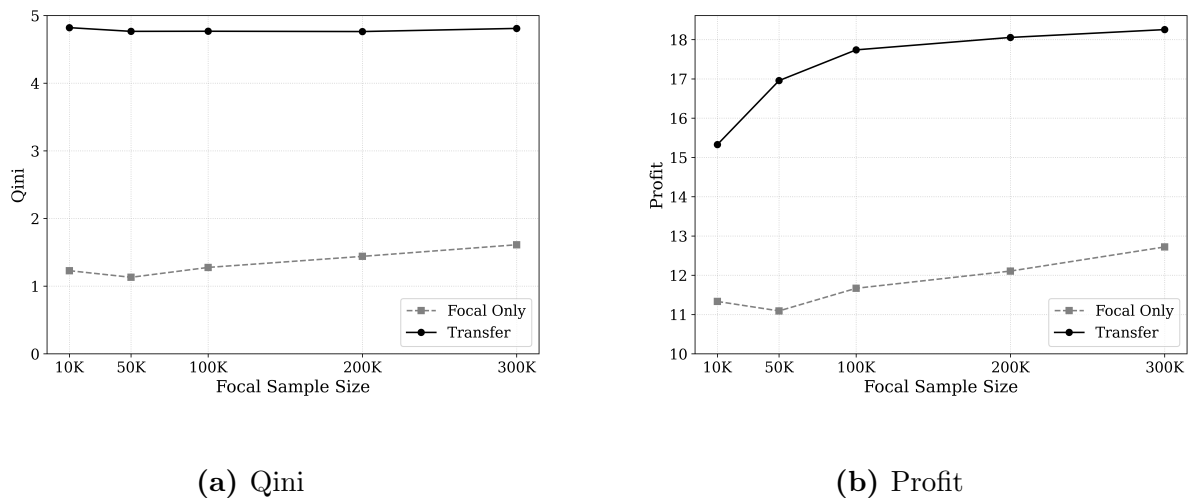 5
4
3
2
1
0
Qini
10K 50K 100K 200K 300K
Focal Sample Size
Focal Only
Transfer
(a) Qini
18
17
16
15
14
13
12
11
10
Profit
10K 50K 100K 200K 300K
Focal Sample Size
Focal Only
Transfer
(b) Profit